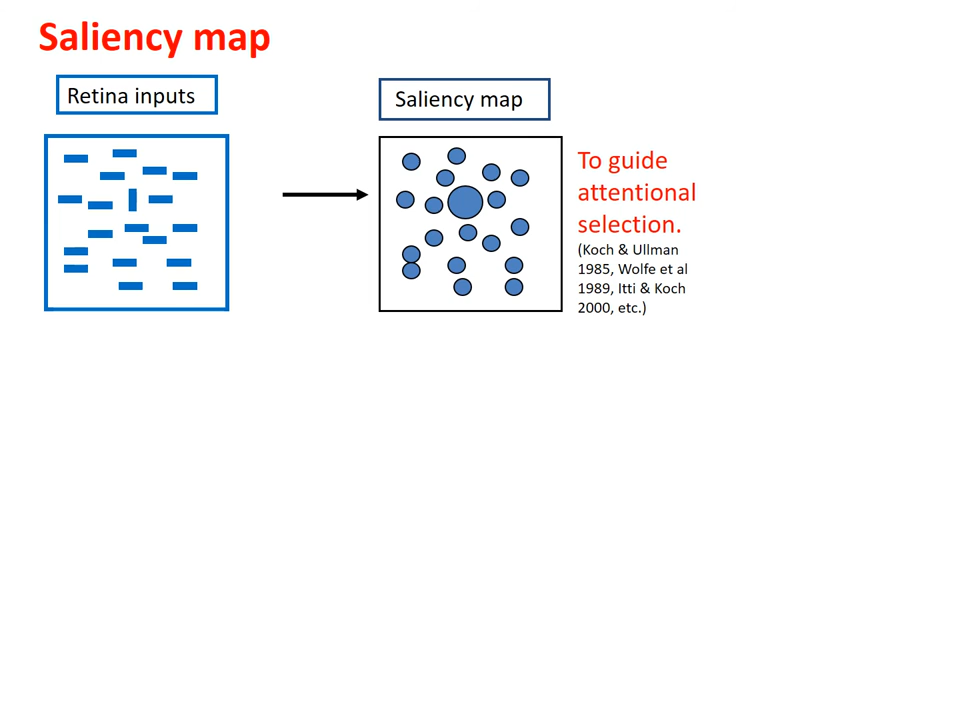 Saliency map
Retina inputs
Saliency map
To guide
attentional
selection.
(Koch & Ullman
1985, Wolfe et al
1989, Itti & Koch
2000, etc.)